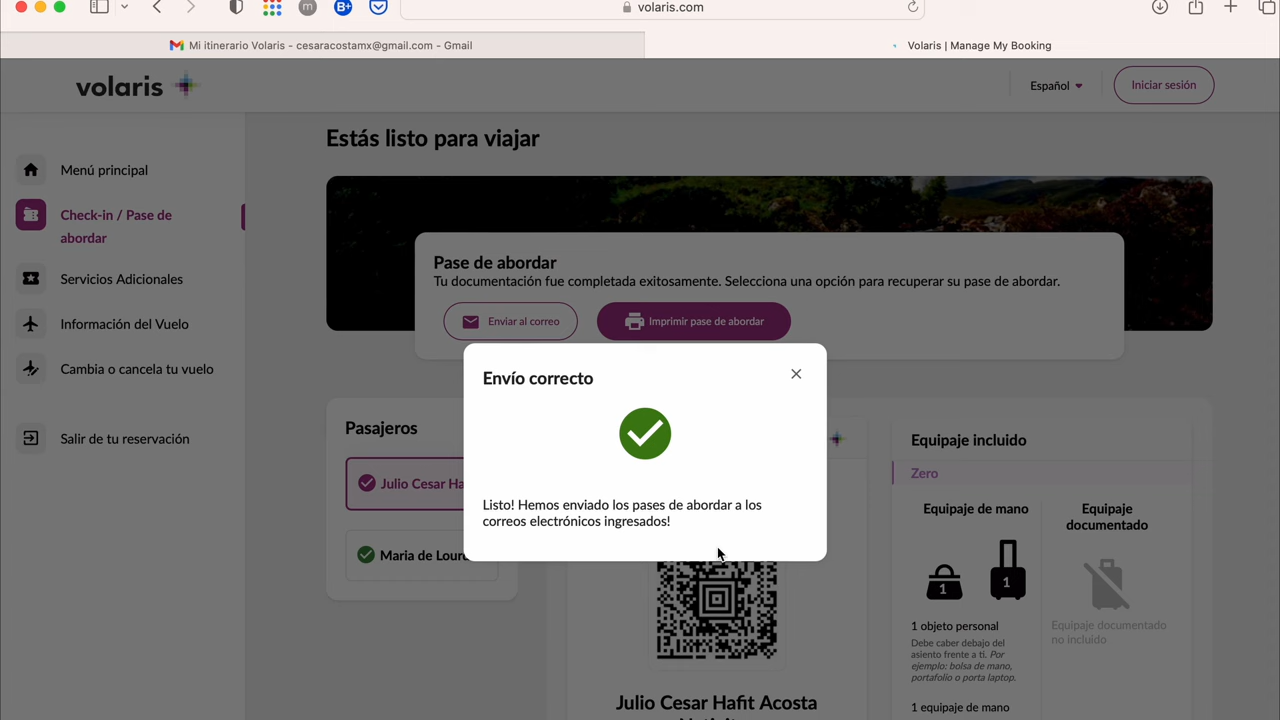 volaris.com
Mi itinerario Volaris - cesaracostamx@gmail.com - Gmail
Volaris | Manage My Booking
volaris
Español
Iniciar sesión
Menú principal
Check-in / Pase de
abordar
Servicios Adicionales
Información del Vuelo
Cambia o cancela tu vuelo
Salir de tu reservación
Estás listo para viajar
Pase de abordar
Tu documentación fue completada exitosamente. Selecciona una opción para recuperar su pase de abordar.
Enviar al correo
Imprimir pase de abordar
Envío correcto
Listo! Hemos enviado los pases de abordar a los
correos electrónicos ingresados!
Pasajeros
Julio Cesar Ha
Maria de Lour
Julio Cesar Hafit Acosta
Equipaje incluido
Zero
Equipaje de mano
1
1
1 objeto personal
Debe caber debajo del
asiento frente a ti. Por
ejemplo: bolsa de mano,
portafolio o porta laptop.
1 equipaje de mano
Equipaje
documentado
Equipaje documentado
no incluido
m
B+